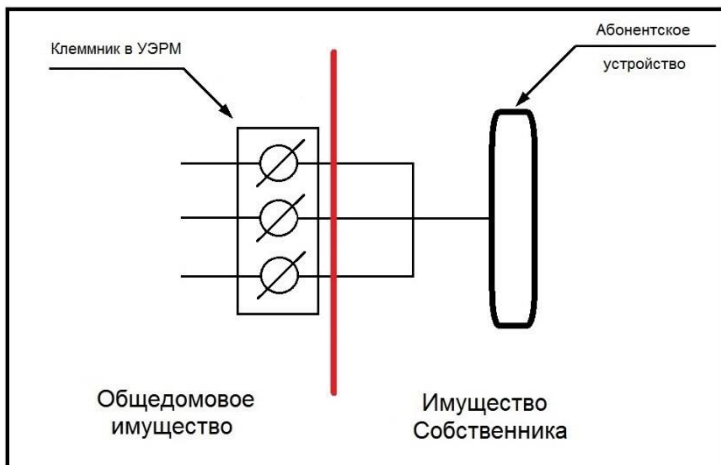 Клеммник в УЭРМ
Абонентское
устройство
Общедомовое
имущество
Имущество
Собственника